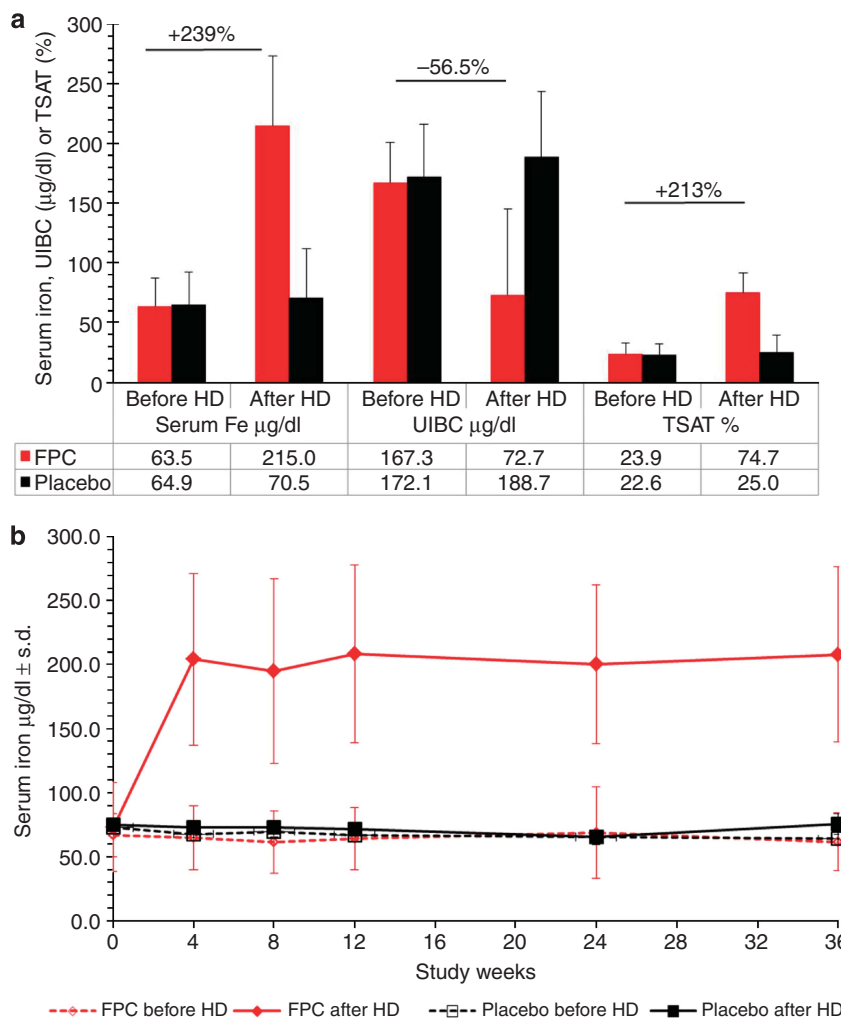 a
Serum iron, UIBC (µg/dl) or TSAT (%)
300
250
200
150
100
50
0
+239%
–56.5%
+213%
Before HD After HD Before HD After HD Before HD After HD
Serum Fe µg/dl UIBC µg/dl TSAT %
FPC 63.5 215.0 167.3 72.7 23.9 74.7
Placebo 64.9 70.5 172.1 188.7 22.6 25.0
b
Serum iron µg/dl ± s.d.
300.0
250.0
200.0
150.0
100.0
50.0
0.0
0 4 8 12 16 20 24 28 32 36
Study weeks
FPC before HD FPC after HD Placebo before HD Placebo after HD